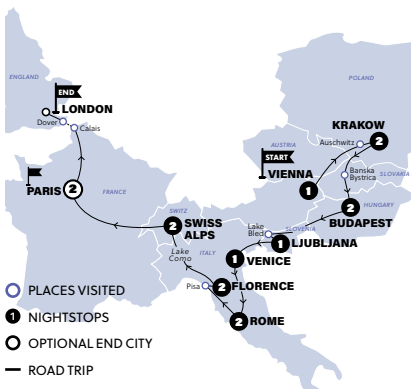 ENGLAND
END
LONDON
Dover
Calais
PARIS
2
FRANCE
SWITZ
2
SWISS
ALPS
Lake
Como
ITALY
POLAND
KRAKOW
2
Auschwitz
AUSTRIA
START
VIENNA
1
Banska
Bystrica
SLOVAKIA
2
HUNGARY
BUDAPEST
Lake
Bled
SLOVENIA
1
LJUBLJANA
1
VENICE
Pisa
2
FLORENCE
2
ROME
PLACES VISITED
1 NIGHTSTOPS
OPTIONAL END CITY
ROAD TRIP